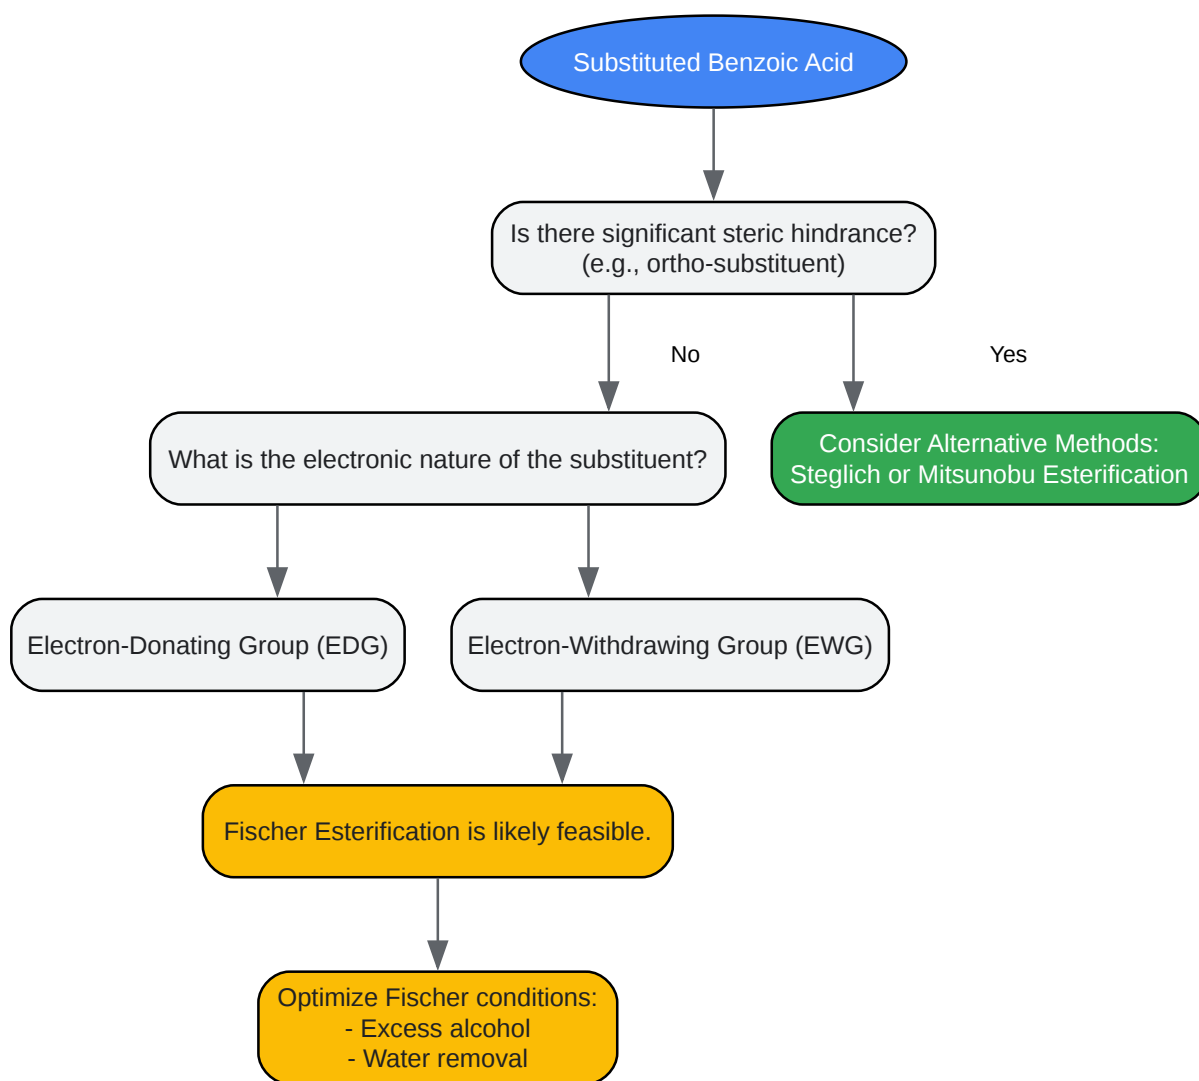 Substituted Benzoic Acid
Is there significant steric hindrance?
(e.g., ortho-substituent)
No
Yes
What is the electronic nature of the substituent?
Consider Alternative Methods:
Steglich or Mitsunobu Esterification
Electron-Donating Group (EDG)
Electron-Withdrawing Group (EWG)
Fischer Esterification is likely feasible.
Optimize Fischer conditions:
- Excess alcohol
- Water removal